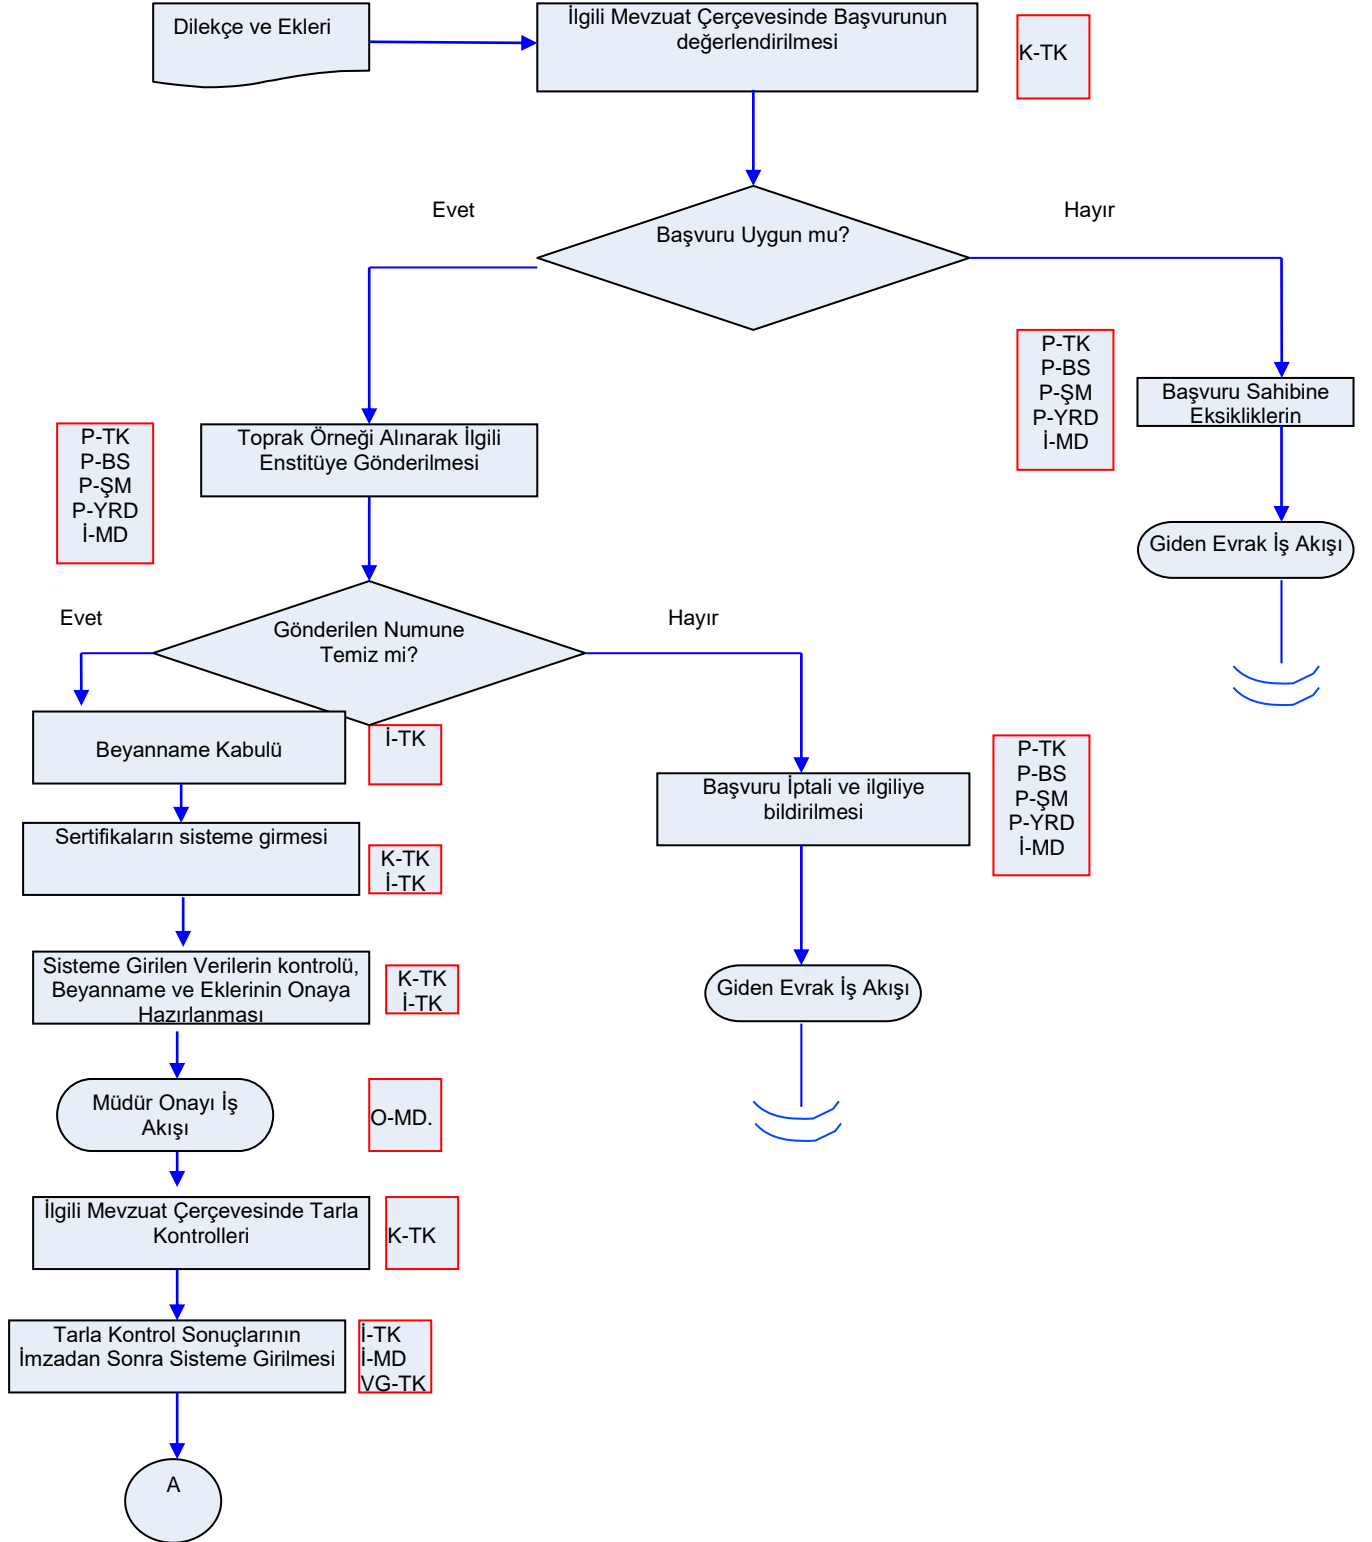 Dilekçe ve Ekleri
İlgili Mevzuat Çerçevesinde Başvurunun
değerlendirilmesi
K-TK
Evet
Hayır
Başvuru Uygun mu?
P-TK
P-BS
P-ŞM
P-YRD
İ-MD
Başvuru Sahibine
Eksikliklerin
Toprak Örneği Alınarak İlgili
Enstitüye Gönderilmesi
P-TK
P-BS
P-ŞM
P-YRD
İ-MD
Giden Evrak İş Akışı
Evet
Hayır
Gönderilen Numune
Temiz mi?
Beyanname Kabulü
İ-TK
Başvuru İptali ve ilgiliye
bildirilmesi
P-TK
P-BS
P-ŞM
P-YRD
İ-MD
Sertifikaların sisteme girmesi
K-TK
İ-TK
Sisteme Girilen Verilerin kontrolü,
Beyanname ve Eklerinin Onaya
Hazırlanması
K-TK
İ-TK
Giden Evrak İş Akışı
Müdür Onayı İş
Akışı
O-MD.
İlgili Mevzuat Çerçevesinde Tarla
Kontrolleri
K-TK
Tarla Kontrol Sonuçlarının
İmzadan Sonra Sisteme Girilmesi
İ-TK
İ-MD
VG-TK
A